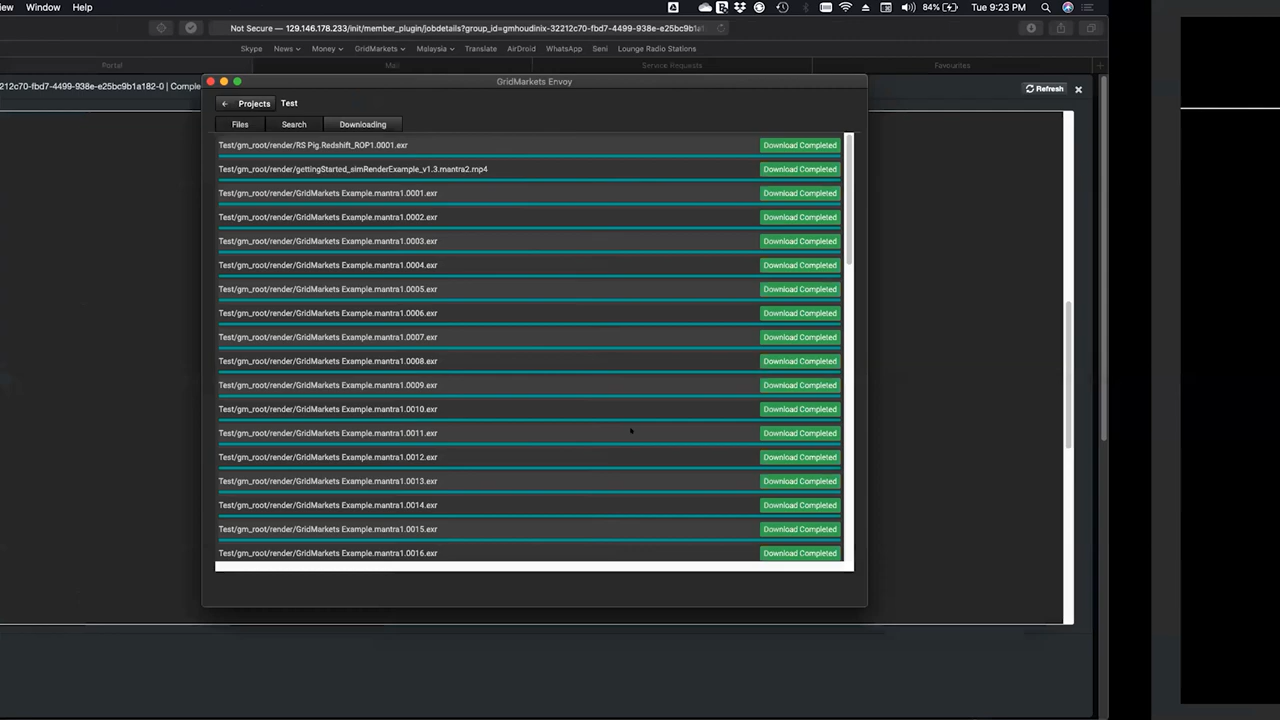 iew Window Help 84% Tue 9:23 PM
Not Secure — 129.146.178.233/init/member_plugin/jobdetails?group_id=gmhoudinix-32212c70-fbd7-4499-938e-e25bc9b1a1
Skype News Money GridMarkets Malaysia Translate AirDroid WhatsApp Seni Lounge Radio Stations
Portal Mail Service Requests Favourites
212c70-fbd7-4499-938e-e25bc9b1a182-0 | Comple Refresh
GridMarkets Envoy
← Projects Test
Files Search Downloading
Test/gm_root/render/RS Pig.Redshift_ROP1.0001.exr Download Completed
Test/gm_root/render/gettingStarted_simRenderExample_v1.3.mantra2.mp4 Download Completed
Test/gm_root/render/GridMarkets Example.mantra1.0001.exr Download Completed
Test/gm_root/render/GridMarkets Example.mantra1.0002.exr Download Completed
Test/gm_root/render/GridMarkets Example.mantra1.0003.exr Download Completed
Test/gm_root/render/GridMarkets Example.mantra1.0004.exr Download Completed
Test/gm_root/render/GridMarkets Example.mantra1.0005.exr Download Completed
Test/gm_root/render/GridMarkets Example.mantra1.0006.exr Download Completed
Test/gm_root/render/GridMarkets Example.mantra1.0007.exr Download Completed
Test/gm_root/render/GridMarkets Example.mantra1.0008.exr Download Completed
Test/gm_root/render/GridMarkets Example.mantra1.0009.exr Download Completed
Test/gm_root/render/GridMarkets Example.mantra1.0010.exr Download Completed
Test/gm_root/render/GridMarkets Example.mantra1.0011.exr Download Completed
Test/gm_root/render/GridMarkets Example.mantra1.0012.exr Download Completed
Test/gm_root/render/GridMarkets Example.mantra1.0013.exr Download Completed
Test/gm_root/render/GridMarkets Example.mantra1.0014.exr Download Completed
Test/gm_root/render/GridMarkets Example.mantra1.0015.exr Download Completed
Test/gm_root/render/GridMarkets Example.mantra1.0016.exr Download Completed